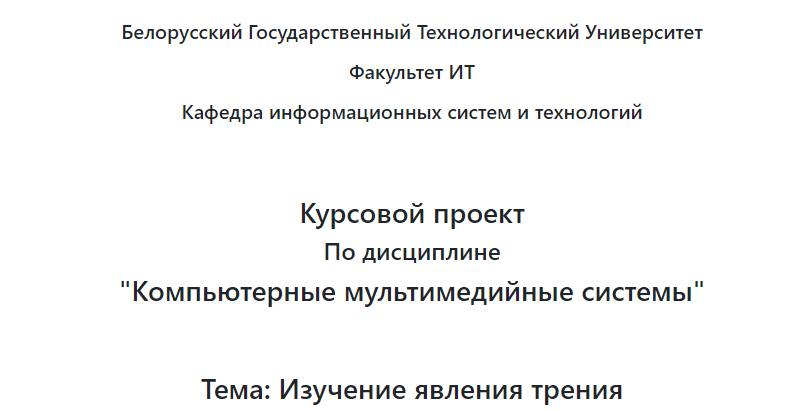 Белорусский Государственный Технологический Университет
Факультет ИТ
Кафедра информационных систем и технологий
Курсовой проект
По дисциплине
"Компьютерные мультимедийные системы"
Тема: Изучение явления трения